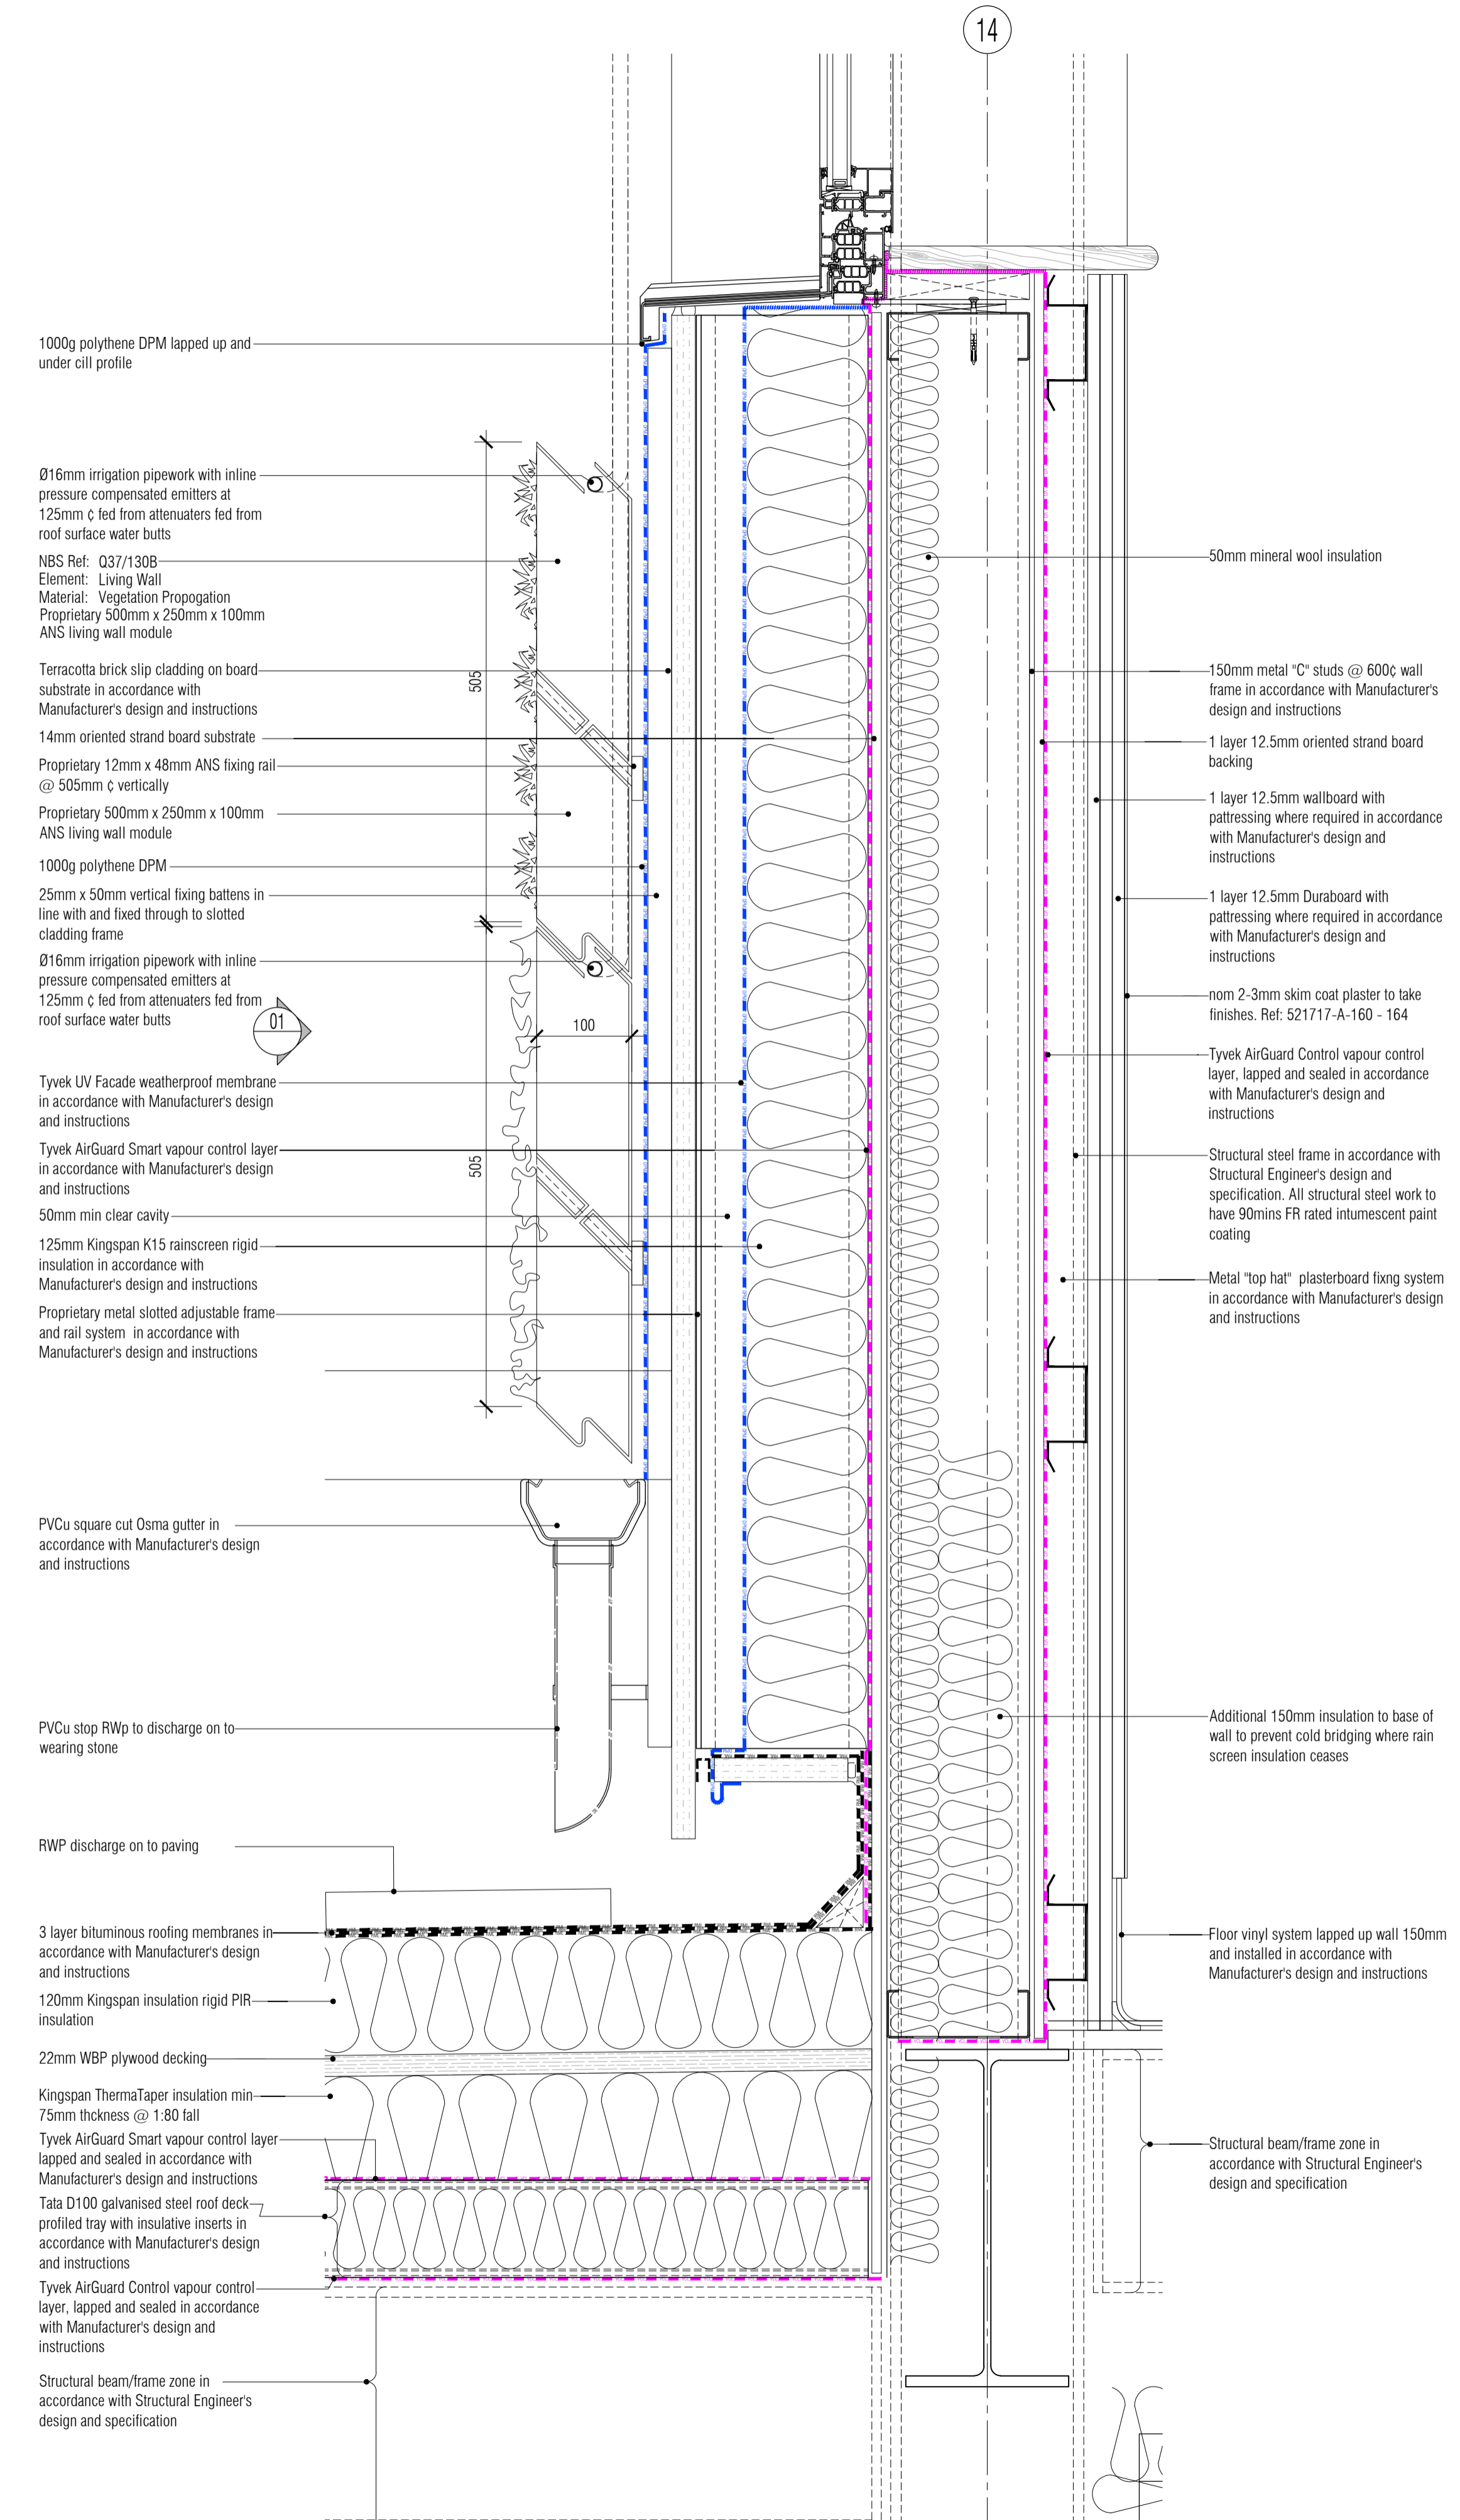 14
1000g polythene DPM lapped up and
under cill profile
Ø16mm irrigation pipework with inline
pressure compensated emitters at
125mm ¢ fed from attenuaters fed from
roof surface water butts
NBS Ref: Q37/130B
Element: Living Wall
Material: Vegetation Propogation
Proprietary 500mm x 250mm x 100mm
ANS living wall module
Terracotta brick slip cladding on board
substrate in accordance with
Manufacturer's design and instructions
14mm oriented strand board substrate
Proprietary 12mm x 48mm ANS fixing rail
@ 505mm ¢ vertically
Proprietary 500mm x 250mm x 100mm
ANS living wall module
1000g polythene DPM
25mm x 50mm vertical fixing battens in
line with and fixed through to slotted
cladding frame
Ø16mm irrigation pipework with inline
pressure compensated emitters at
125mm ¢ fed from attenuaters fed from
roof surface water butts
01
Tyvek UV Facade weatherproof membrane
in accordance with Manufacturer's design
and instructions
Tyvek AirGuard Smart vapour control layer
in accordance with Manufacturer's design
and instructions
50mm min clear cavity
125mm Kingspan K15 rainscreen rigid
insulation in accordance with
Manufacturer's design and instructions
Proprietary metal slotted adjustable frame
and rail system in accordance with
Manufacturer's design and instructions
PVCu square cut Osma gutter in
accordance with Manufacturer's design
and instructions
PVCu stop RWp to discharge on to
wearing stone
RWP discharge on to paving
3 layer bituminous roofing membranes in
accordance with Manufacturer's design
and instructions
120mm Kingspan insulation rigid PIR
insulation
22mm WBP plywood decking
Kingspan ThermaTaper insulation min
75mm thckness @ 1:80 fall
Tyvek AirGuard Smart vapour control layer
lapped and sealed in accordance with
Manufacturer's design and instructions
Tata D100 galvanised steel roof deck
profiled tray with insulative inserts in
accordance with Manufacturer's design
and instructions
Tyvek AirGuard Control vapour control
layer, lapped and sealed in accordance
with Manufacturer's design and
instructions
Structural beam/frame zone in
accordance with Structural Engineer's
design and specification
505
100
505
50mm mineral wool insulation
150mm metal "C" studs @ 600¢ wall
frame in accordance with Manufacturer's
design and instructions
1 layer 12.5mm oriented strand board
backing
1 layer 12.5mm wallboard with
pattressing where required in accordance
with Manufacturer's design and
instructions
1 layer 12.5mm Duraboard with
pattressing where required in accordance
with Manufacturer's design and
instructions
nom 2-3mm skim coat plaster to take
finishes. Ref: 521717-A-160 - 164
Tyvek AirGuard Control vapour control
layer, lapped and sealed in accordance
with Manufacturer's design and
instructions
Structural steel frame in accordance with
Structural Engineer's design and
specification. All structural steel work to
have 90mins FR rated intumescent paint
coating
Metal "top hat" plasterboard fixng system
in accordance with Manufacturer's design
and instructions
Additional 150mm insulation to base of
wall to prevent cold bridging where rain
screen insulation ceases
Floor vinyl system lapped up wall 150mm
and installed in accordance with
Manufacturer's design and instructions
Structural beam/frame zone in
accordance with Structural Engineer's
design and specification